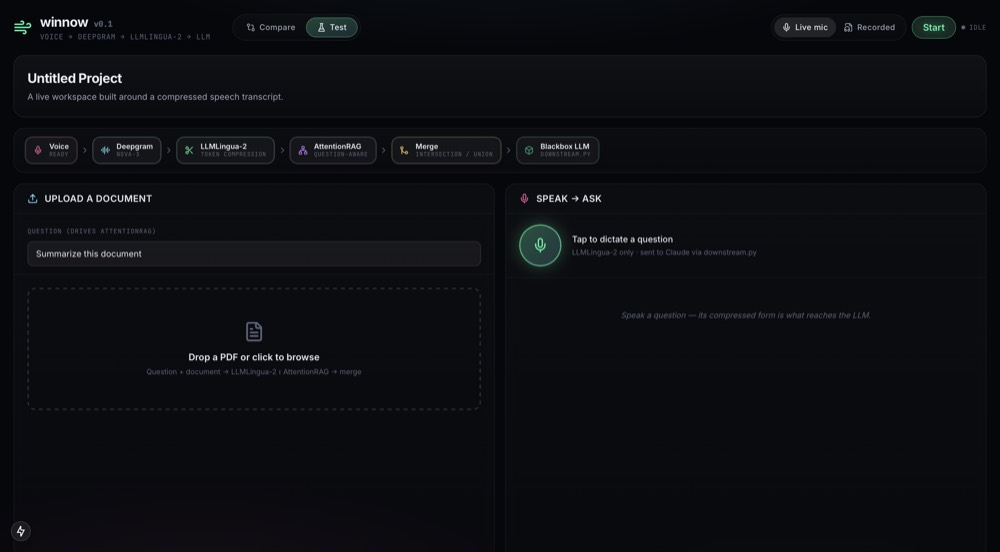 winnow v0.1
VOICE → DEEPGRAM → LLMLINGUA-2 → LLM
Compare
Test
Live mic
Recorded
Start
IDLE
Untitled Project
A live workspace built around a compressed speech transcript.
Voice
READY
Deepgram
NOVA-3
LLMLingua-2
TOKEN COMPRESSION
AttentionRAG
QUESTION-AWARE
Merge
INTERSECTION / UNION
Blackbox LLM
DOWNSTREAM.PY
UPLOAD A DOCUMENT
QUESTION (DRIVES ATTENTIONRAG)
Summarize this document
Drop a PDF or click to browse
Question + document → LLMLingua-2 ∥ AttentionRAG → merge
SPEAK → ASK
Tap to dictate a question
LLMLingua-2 only · sent to Claude via downstream.py
Speak a question — its compressed form is what reaches the LLM.